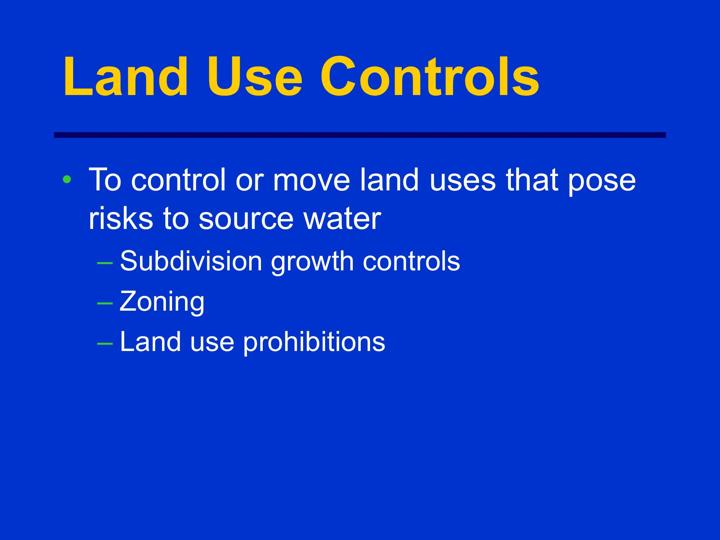 Land Use Controls
• To control or move land uses that pose
risks to source water
– Subdivision growth controls
– Zoning
– Land use prohibitions